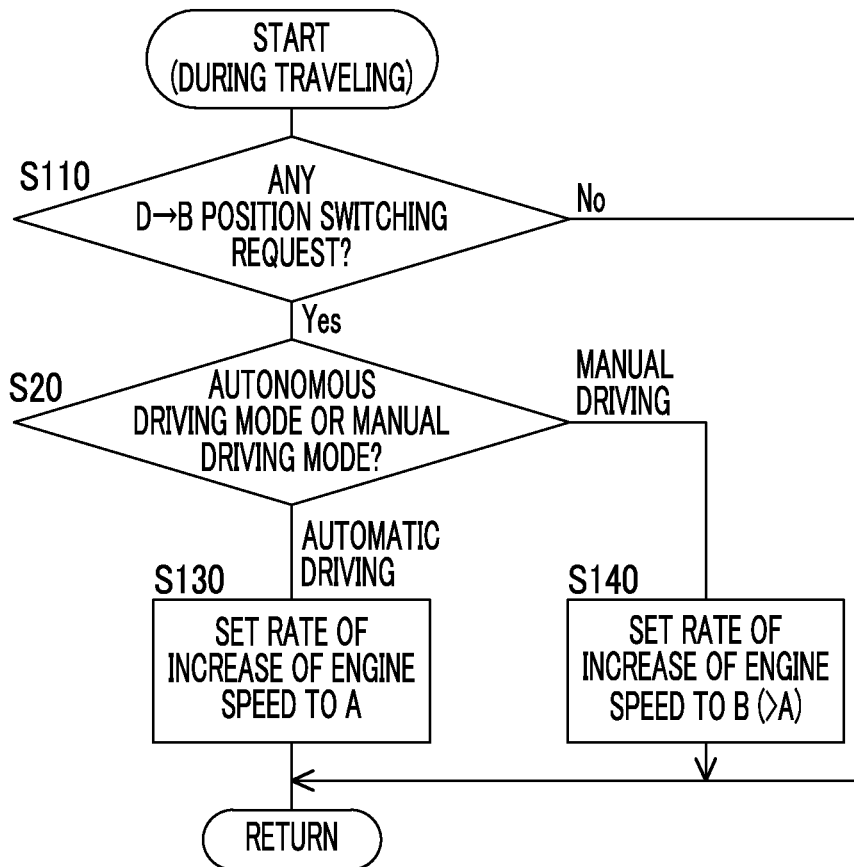 START
(DURING TRAVELING)
S110
ANY
D→B POSITION SWITCHING
REQUEST?
No
Yes
S20
AUTONOMOUS
DRIVING MODE OR MANUAL
DRIVING MODE?
MANUAL
DRIVING
AUTOMATIC
DRIVING
S130
SET RATE OF
INCREASE OF ENGINE
SPEED TO A
S140
SET RATE OF
INCREASE OF ENGINE
SPEED TO B (>A)
RETURN